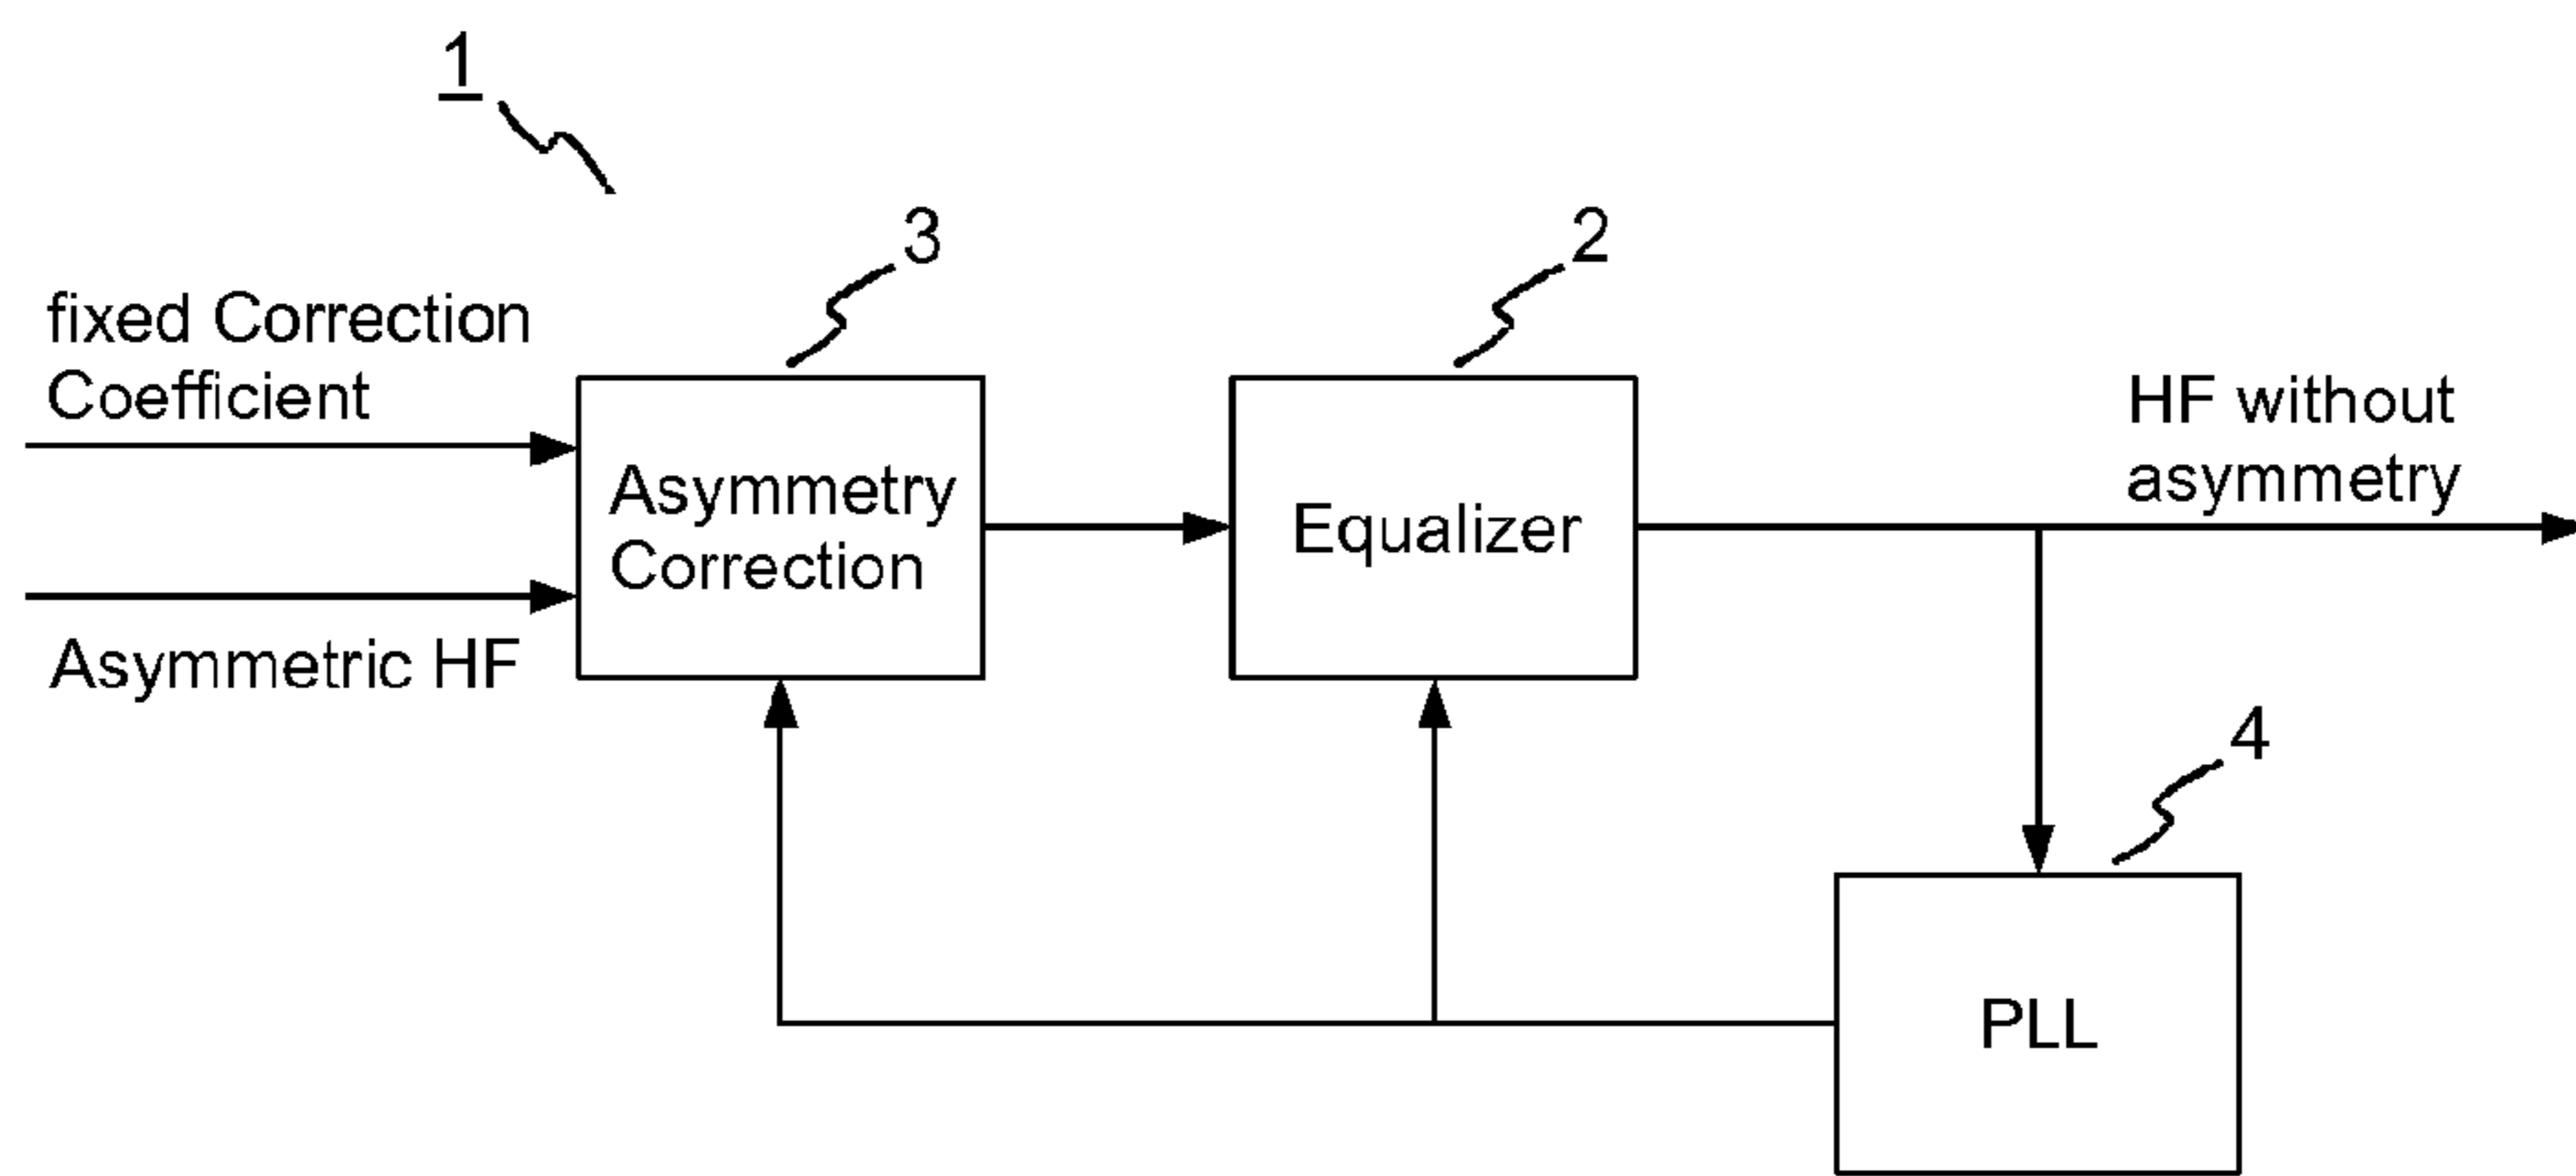 1
3
2
fixed Correction
Coefficient
HF without
asymmetry
Asymmetry
Correction
Equalizer
Asymmetric HF
4
PLL